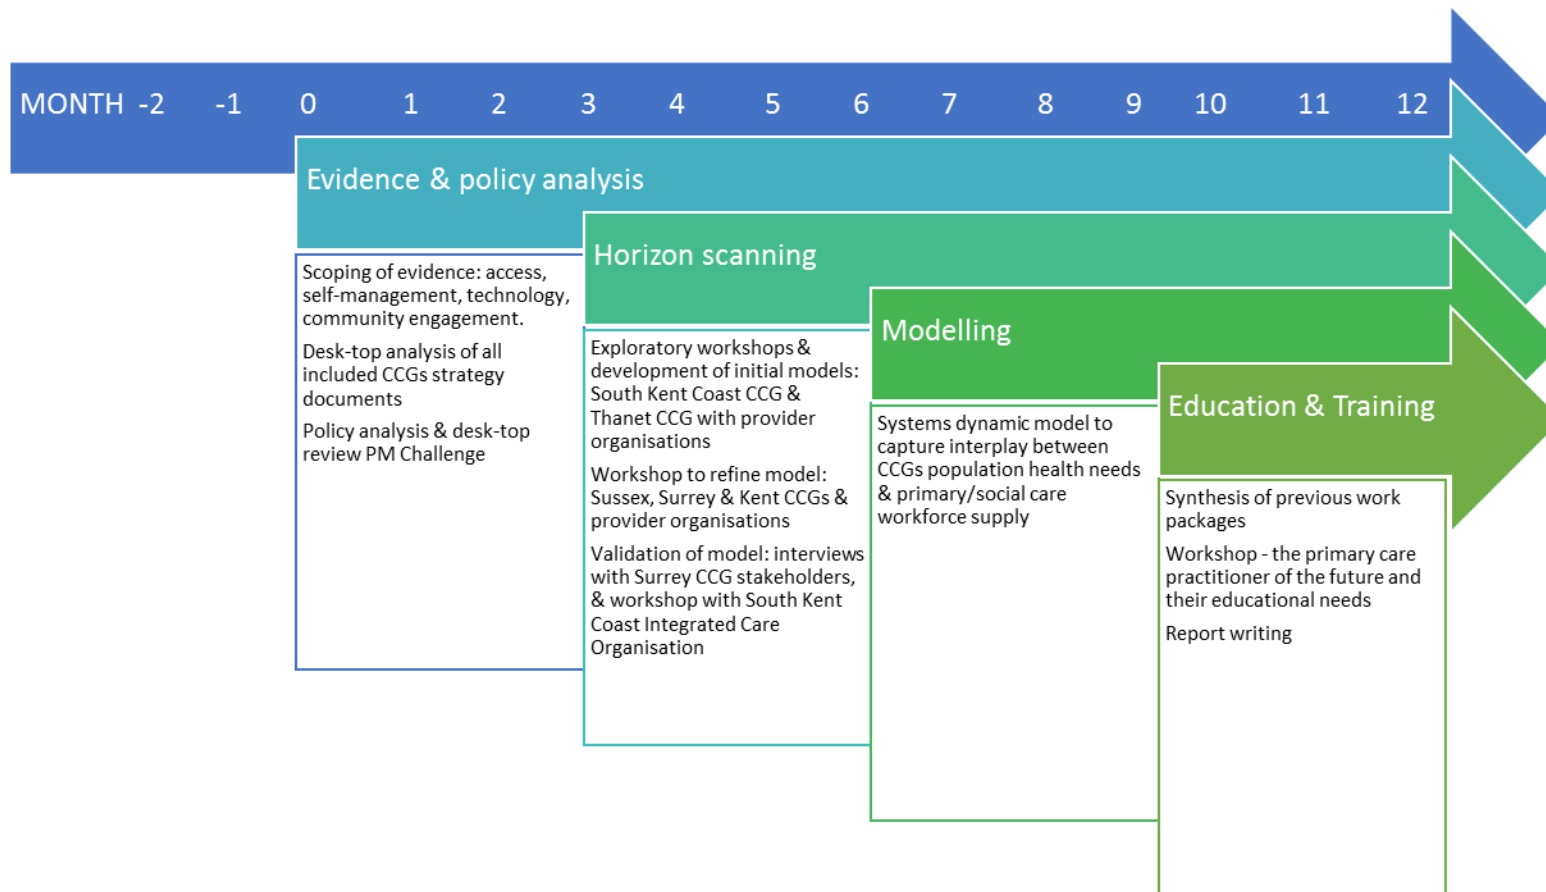 MONTH -2 -1 0 1 2 3 4 5 6 7 8 9 10 11 12
Evidence & policy analysis
Scoping of evidence: access,
self-management, technology,
community engagement.
Desk-top analysis of all
included CCGs strategy
documents
Policy analysis & desk-top
review PM Challenge
Horizon scanning
Exploratory workshops &
development of initial models:
South Kent Coast CCG &
Thanet CCG with provider
organisations
Workshop to refine model:
Sussex, Surrey & Kent CCGs &
provider organisations
Validation of model: interviews
with Surrey CCG stakeholders,
& workshop with South Kent
Coast Integrated Care
Organisation
Modelling
Systems dynamic model to
capture interplay between
CCGs population health needs
& primary/social care
workforce supply
Education & Training
Synthesis of previous work
packages
Workshop - the primary care
practitioner of the future and
their educational needs
Report writing